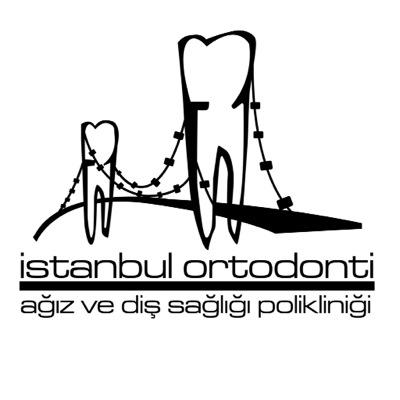 istanbul ortodonti
ağız ve diş sağlığı polikliniği